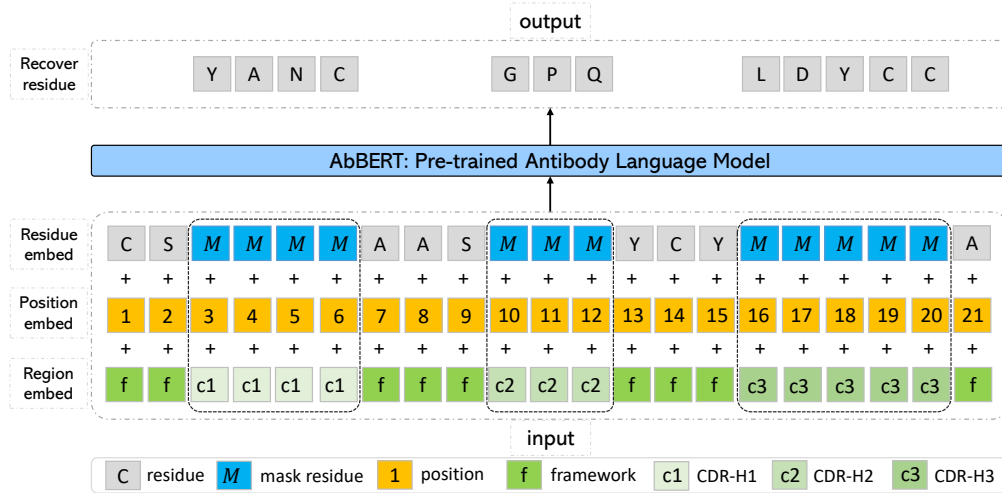 output
Recover residue
Y A N C G P Q L D Y C C
AbBERT: Pre-trained Antibody Language Model
Residue embed
C S M M M M A A S M M M Y C Y M M M M M A
+ + + + + + + + + + + + + + + + + + + + +
Position embed
1 2 3 4 5 6 7 8 9 10 11 12 13 14 15 16 17 18 19 20 21
+ + + + + + + + + + + + + + + + + + + + +
Region embed
f f c1 c1 c1 c1 f f f c2 c2 c2 f f f c3 c3 c3 c3 c3 f
input
C residue M mask residue 1 position f framework c1 CDR-H1 c2 CDR-H2 c3 CDR-H3